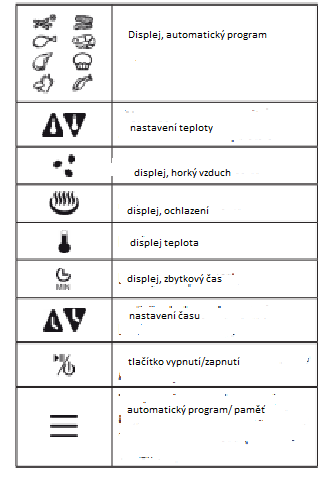 Displej, automatický program
nastavení teploty
displej, horký vzduch
displej, ochlazení
displej teplota
MIN
displej, zbytkový čas
nastavení času
tlačítko vypnutí/zapnutí
automatický program/ paměť